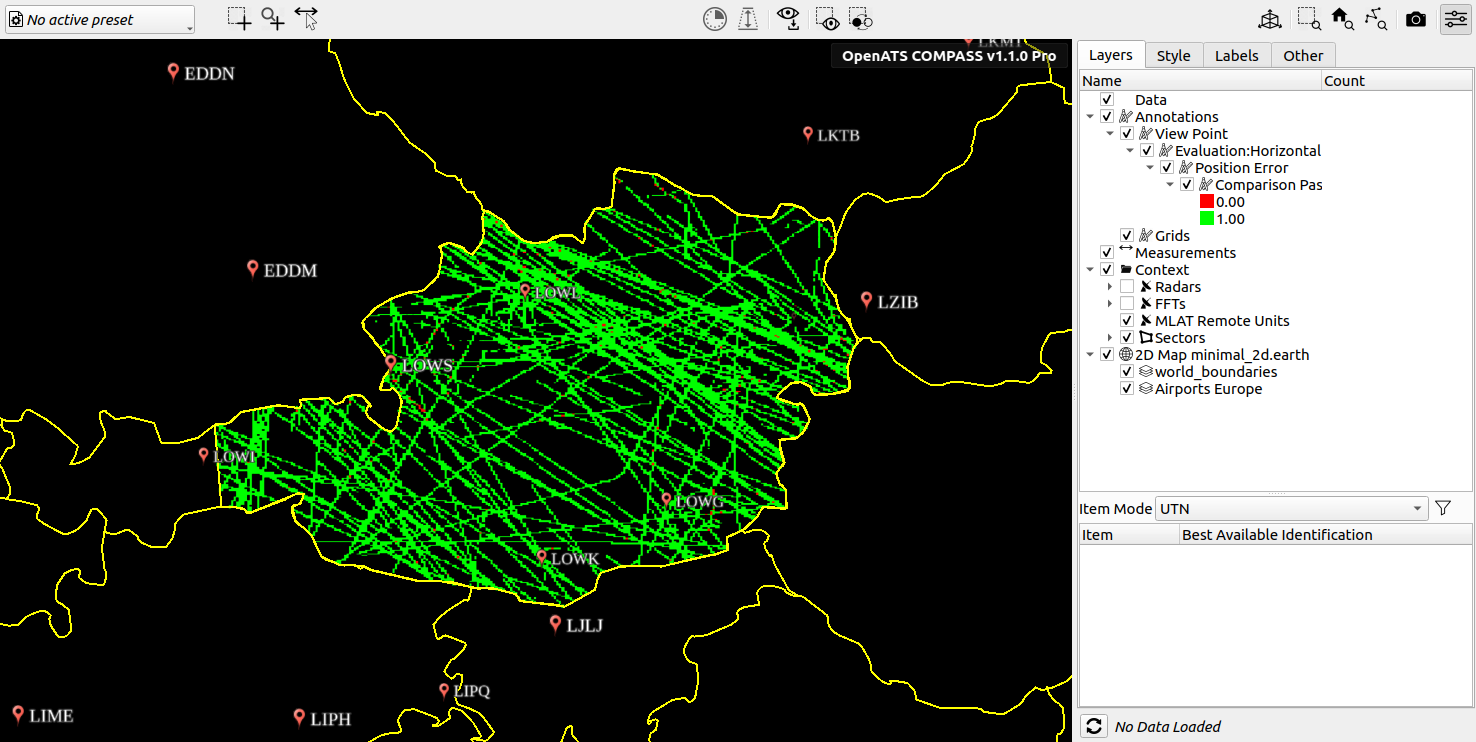 No active preset
OpenATS COMPASS v1.1.0 Pro
LKMT
EDDN
LKTB
EDDM
LOWL
LZIB
LOWS
LOWI
LOWG
LOWK
LJLJ
LIPQ
LIME
LIPH
Layers Style Labels Other
Name Count
Data
Annotations
View Point
Evaluation:Horizontal
Position Error
Comparison Pas
0.00
1.00
Grids
Measurements
Context
Radars
FFTs
MLAT Remote Units
Sectors
2D Map minimal_2d.earth
world_boundaries
Airports Europe
Item Mode UTN
Item Best Available Identification
No Data Loaded